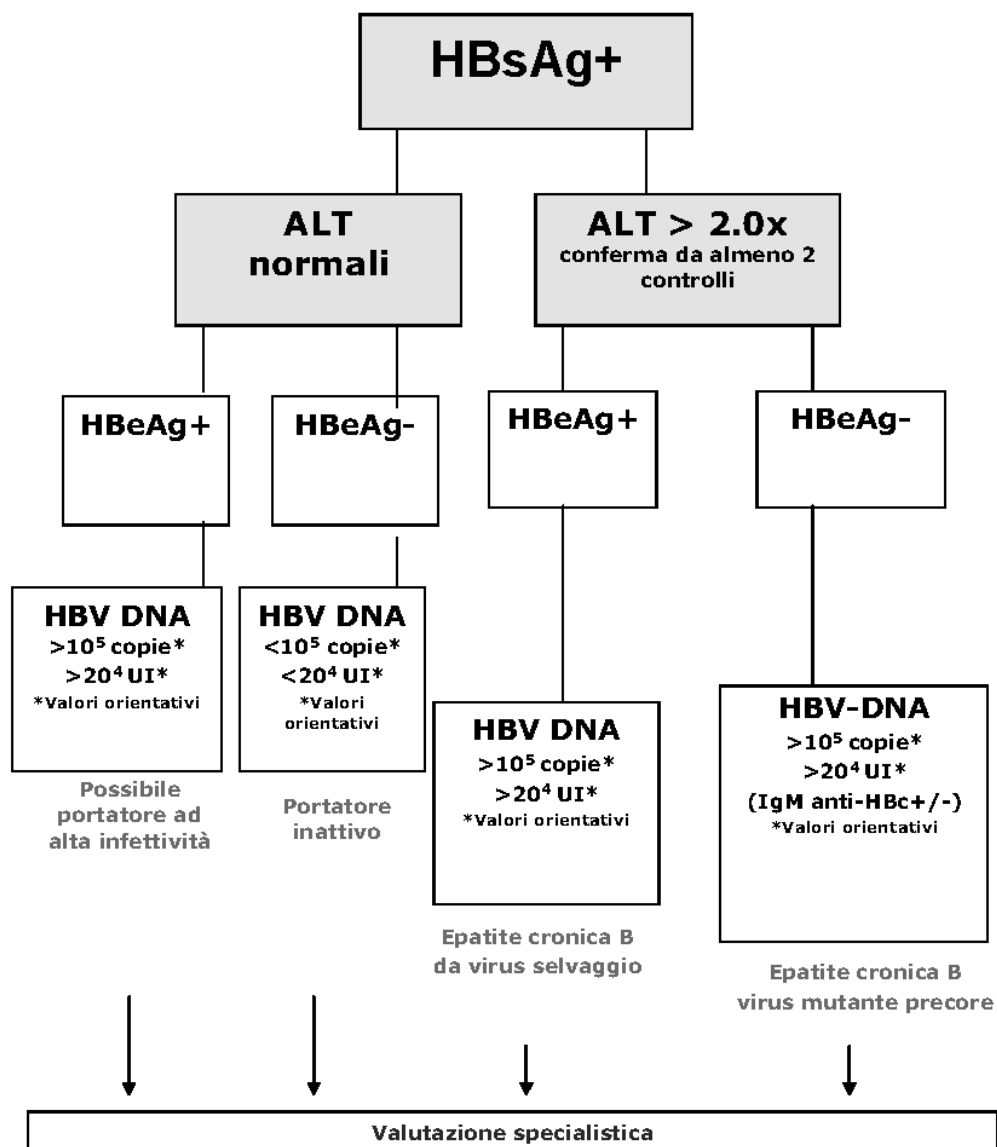 HBsAg+
ALT
normali
ALT > 2.0x
conferma da almeno 2
controlli
HBeAg+
HBeAg-
HBeAg+
HBeAg-
HBV DNA
>10⁵ copie*
>20⁴ UI*
*Valori orientativi
Possibile
portatore ad
alta infettività
HBV DNA
<10⁵ copie*
<20⁴ UI*
*Valori
orientativi
Portatore
inattivo
HBV DNA
>10⁵ copie*
>20⁴ UI*
*Valori orientativi
Epatite cronica B
da virus selvaggio
HBV-DNA
>10⁵ copie*
>20⁴ UI*
(IgM anti-HBc+/-)
*Valori orientativi
Epatite cronica B
virus mutante precore
Valutazione specialistica